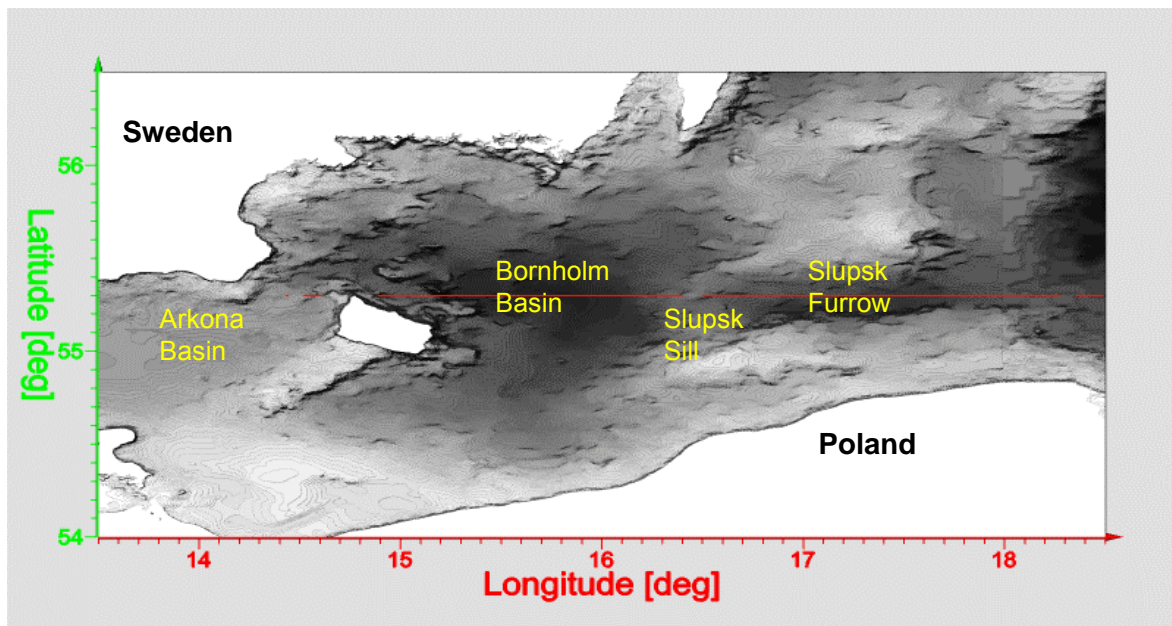 Sweden
56
Latitude [deg]
Bornholm
Basin
Slupsk
Furrow
Arkona
Basin
Slupsk
Sill
55
Poland
54
14
15
16
17
18
Longitude [deg]